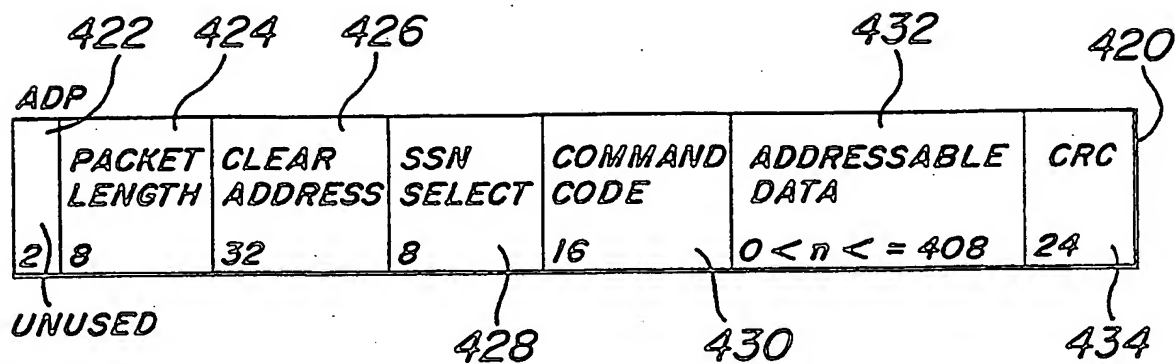 422 424 426 432 420
ADP
PACKET LENGTH CLEAR ADDRESS SSN SELECT COMMAND CODE ADDRESSABLE DATA CRC
2 8 32 8 16 0 < n < = 408 24
UNUSED
428 430 434